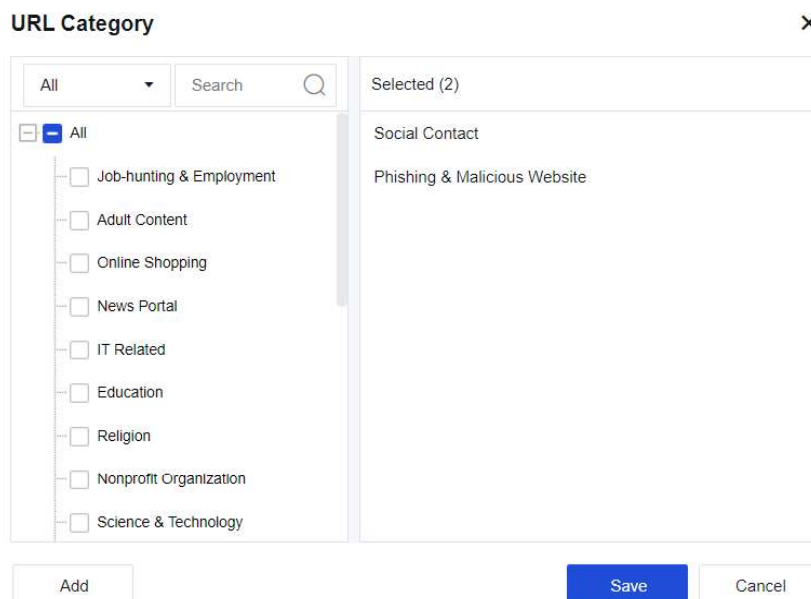 URL Category
All
Search
Selected (2)
All
Job-hunting & Employment
Adult Content
Online Shopping
News Portal
IT Related
Education
Religion
Nonprofit Organization
Science & Technology
Social Contact
Phishing & Malicious Website
Add
Save
Cancel